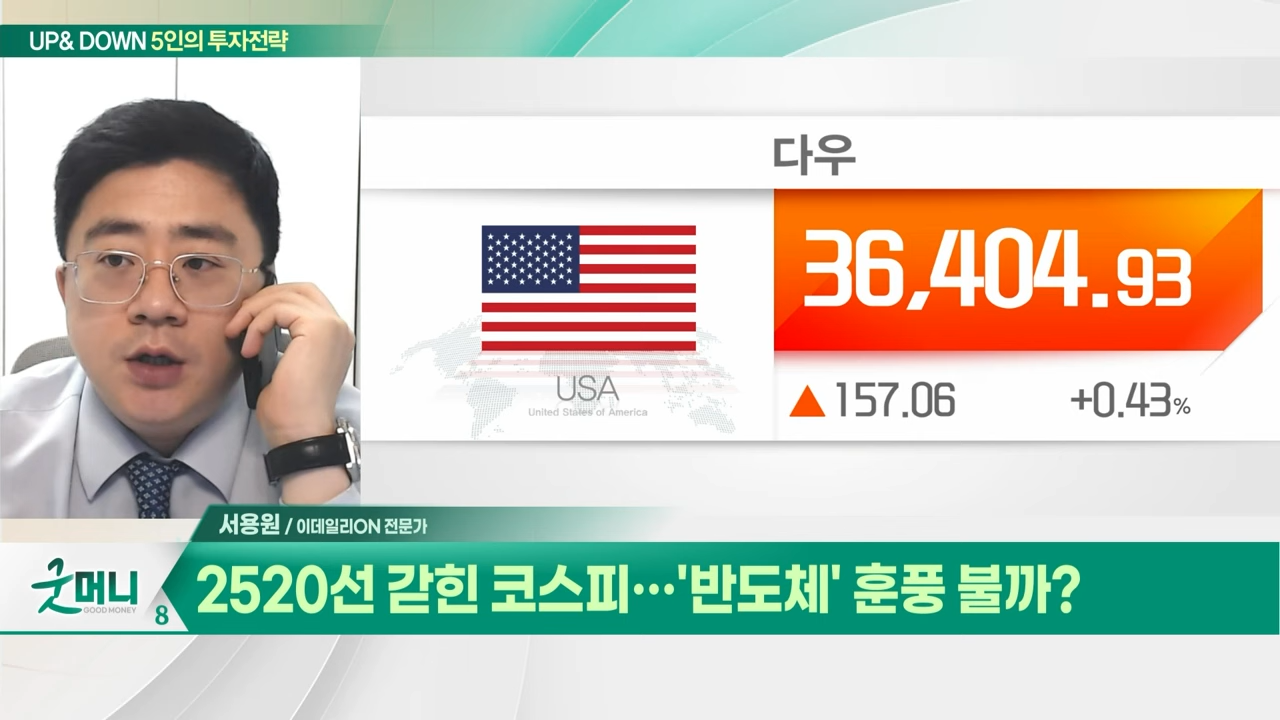 UP& DOWN 5인의 투자전략
다우
36,404.93
USA
United States of America
▲157.06 +0.43%
서용원 / 이데일리ON 전문가
굿머니 GOOD MONEY 8
2520선 갇힌 코스피…'반도체' 훈풍 불까?